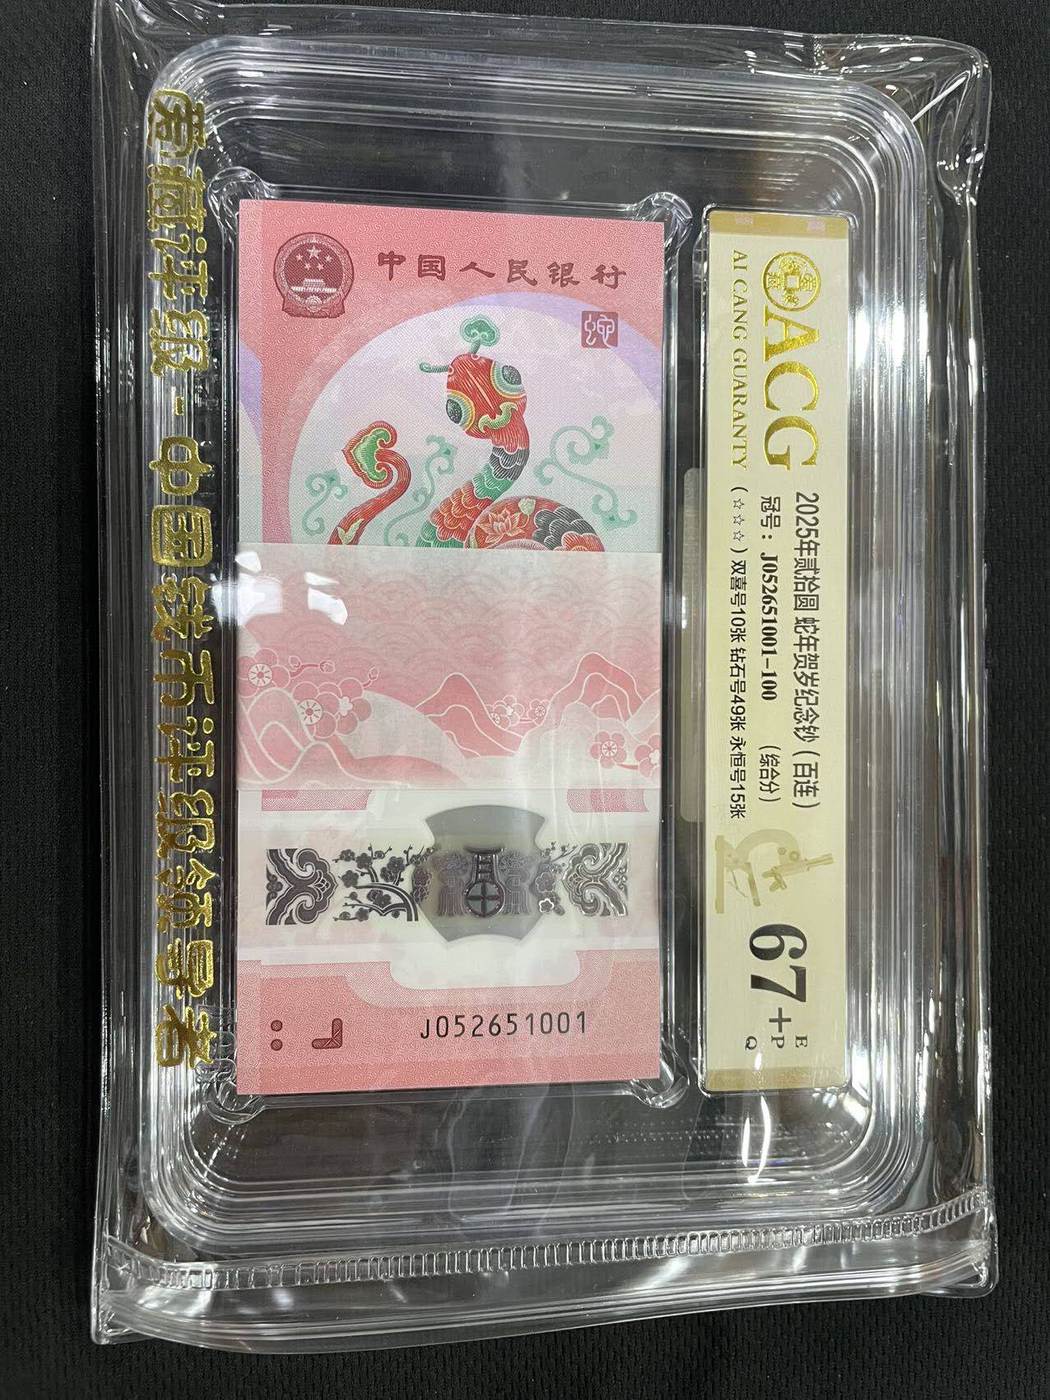 爱藏评级-中国钱币评级领导者
中国人民银行
蛇
J052651001
ACG
AI CANG GUARANTY
2025年贰拾圆 蛇年贺岁纪念钞（百连）
冠号：J052651001-100 （综合分）
（☆☆☆）双喜号10张 钻石号49张 永恒号15张
67+
E
P
Q